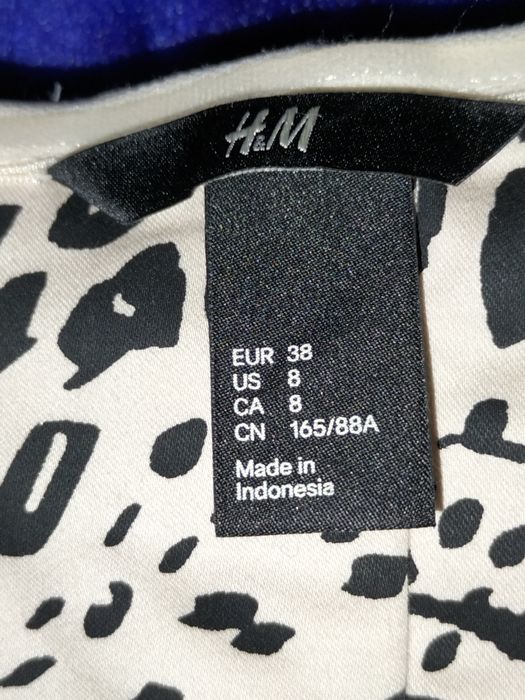 H&M
EUR 38
US 8
CA 8
CN 165/88A
Made in
Indonesia